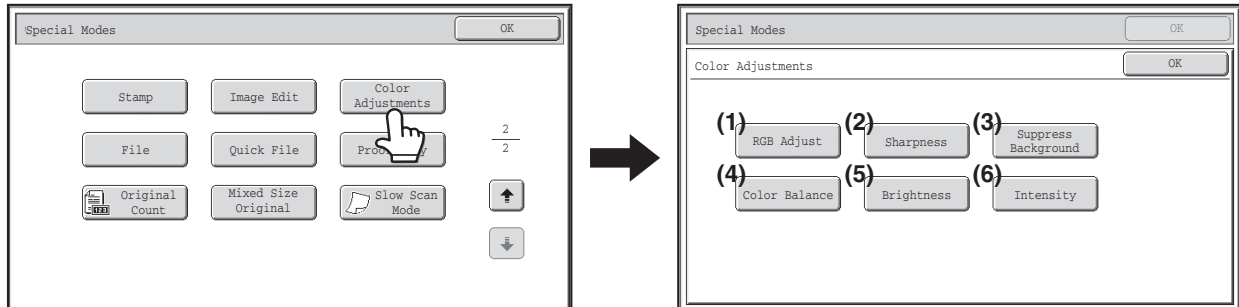 Special Modes
OK
Stamp
Image Edit
Color
Adjustments
File
Quick File
2
2
Original
Count
Mixed Size
Original
Slow Scan
Mode
Special Modes
OK
Color Adjustments
OK
(1)
RGB Adjust
(2)
Sharpness
(3)
Suppress
Background
(4)
Color Balance
(5)
Brightness
(6)
Intensity